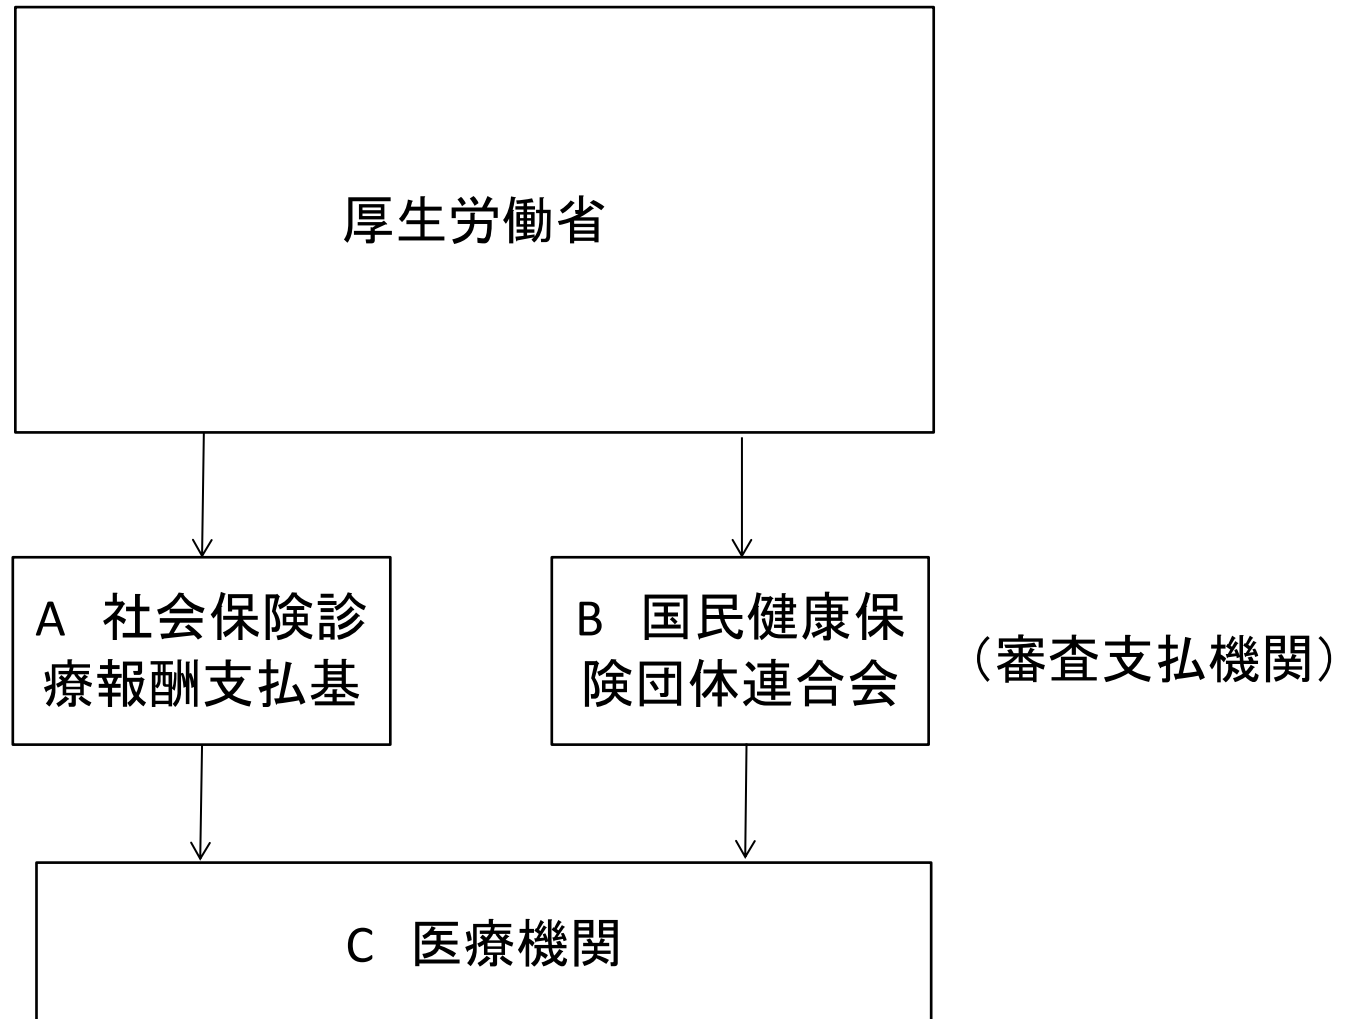 厚生労働省
A 社会保険診
療報酬支払基
B 国民健康保
険団体連合会
（審査支払機関）
C 医療機関